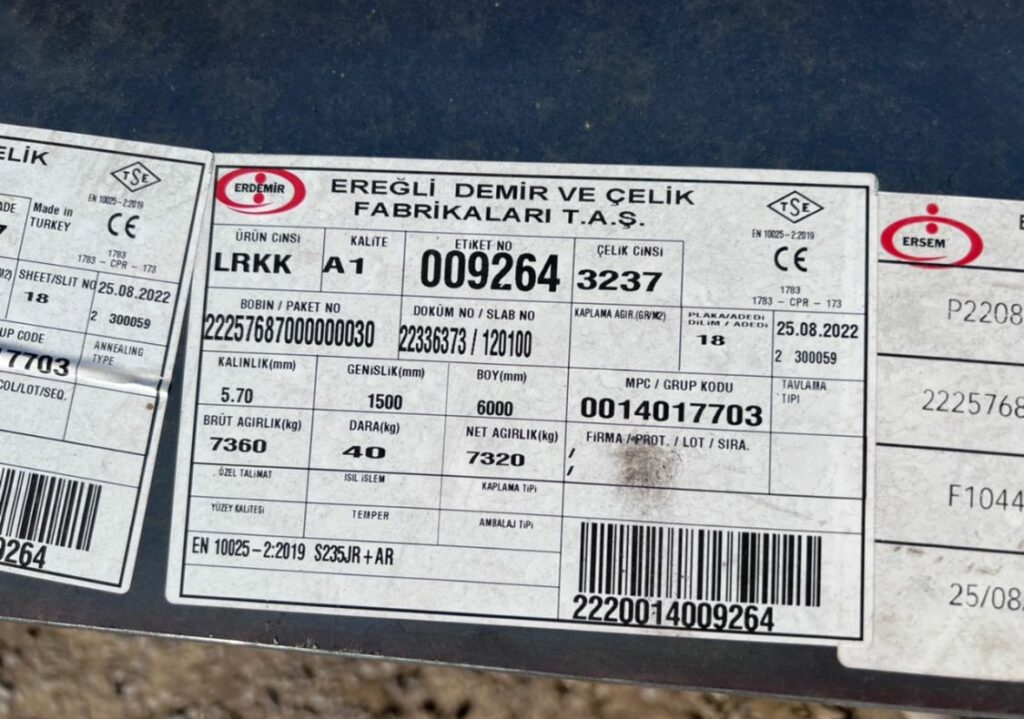 ELİK
TSE
EN 10025-2:2019
CE
1783
1783 - CPR - 173
Made in
TURKEY
SHEET/SLIT NO
18
25.08.2022
2 300059
UP CODE
17703
ANNEALING
TYPE
COL/LOT/SEQ.
9264
ERDEMİR
EREĞLİ DEMİR VE ÇELİK
FABRİKALARI T.A.Ş.
TSE
EN 10025-2:2019
CE
1783
1783 - CPR - 173
ÜRÜN CİNSİ
LRKK
KALİTE
A1
ETİKET NO
009264
ÇELİK CİNSİ
3237
BOBİN / PAKET NO
22257687000000030
DOKÜM NO / SLAB NO
22336373 / 120100
KAPLAMA AGIR.(GR/M2)
PLAKA/ADEDİ
DİLİM / ADEDİ
18
25.08.2022
2 300059
KALINLIK(mm)
5.70
GENİSLİK(mm)
1500
BOY(mm)
6000
MPC / GRUP KODU
0014017703
TAVLAMA
TİPİ
BRÜT AGIRLIK(kg)
7360
DARA(kg)
40
NET AGIRLIK(kg)
7320
FİRMA / PROT. / LOT / SIRA.
/
/
ÖZEL TALİMAT
ISIL İSLEM
KAPLAMA TİPİ
YÜZEY KALİTESİ
TEMPER
AMBALAJ TİPİ
EN 10025-2:2019 S235JR+AR
2220014009264
ERSEM
P2208
2225768
F1044
25/08